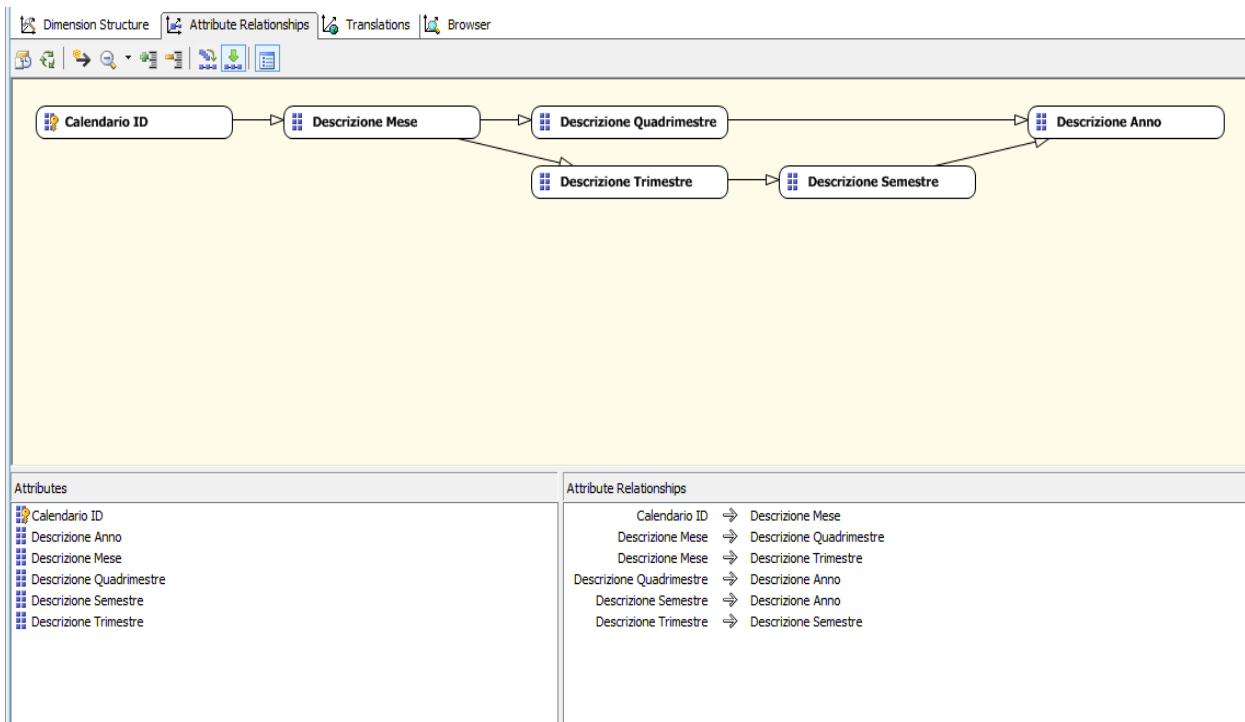 Dimension Structure Attribute Relationships Translations Browser
Calendario ID Descrizione Mese Descrizione Quadrimestre Descrizione Anno
Descrizione Trimestre Descrizione Semestre
Attributes
Calendario ID
Descrizione Anno
Descrizione Mese
Descrizione Quadrimestre
Descrizione Semestre
Descrizione Trimestre
Attribute Relationships
Calendario ID Descrizione Mese
Descrizione Mese Descrizione Quadrimestre
Descrizione Mese Descrizione Trimestre
Descrizione Quadrimestre Descrizione Anno
Descrizione Semestre Descrizione Anno
Descrizione Trimestre Descrizione Semestre